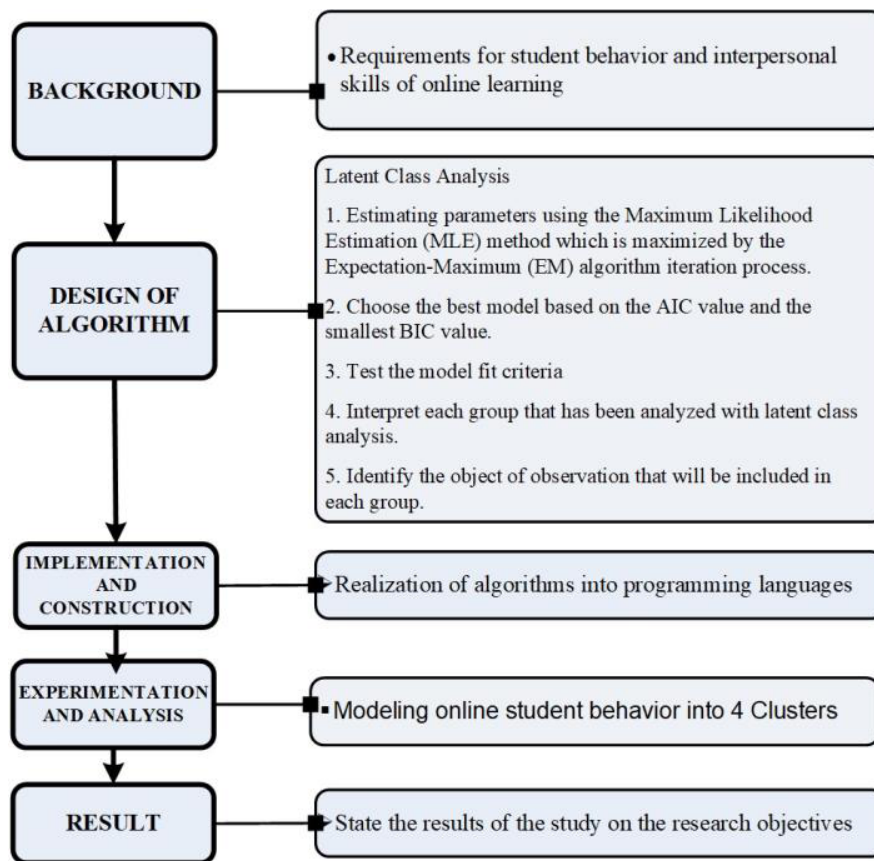 BACKGROUND
• Requirements for student behavior and interpersonal
skills of online learning
DESIGN OF
ALGORITHM
Latent Class Analysis
1. Estimating parameters using the Maximum Likelihood
Estimation (MLE) method which is maximized by the
Expectation-Maximum (EM) algorithm iteration process.
2. Choose the best model based on the AIC value and the
smallest BIC value.
3. Test the model fit criteria
4. Interpret each group that has been analyzed with latent class
analysis.
5. Identify the object of observation that will be included in
each group.
IMPLEMENTATION
AND
CONSTRUCTION
Realization of algorithms into programming languages
EXPERIMENTATION
AND ANALYSIS
▪ Modeling online student behavior into 4 Clusters
RESULT
State the results of the study on the research objectives